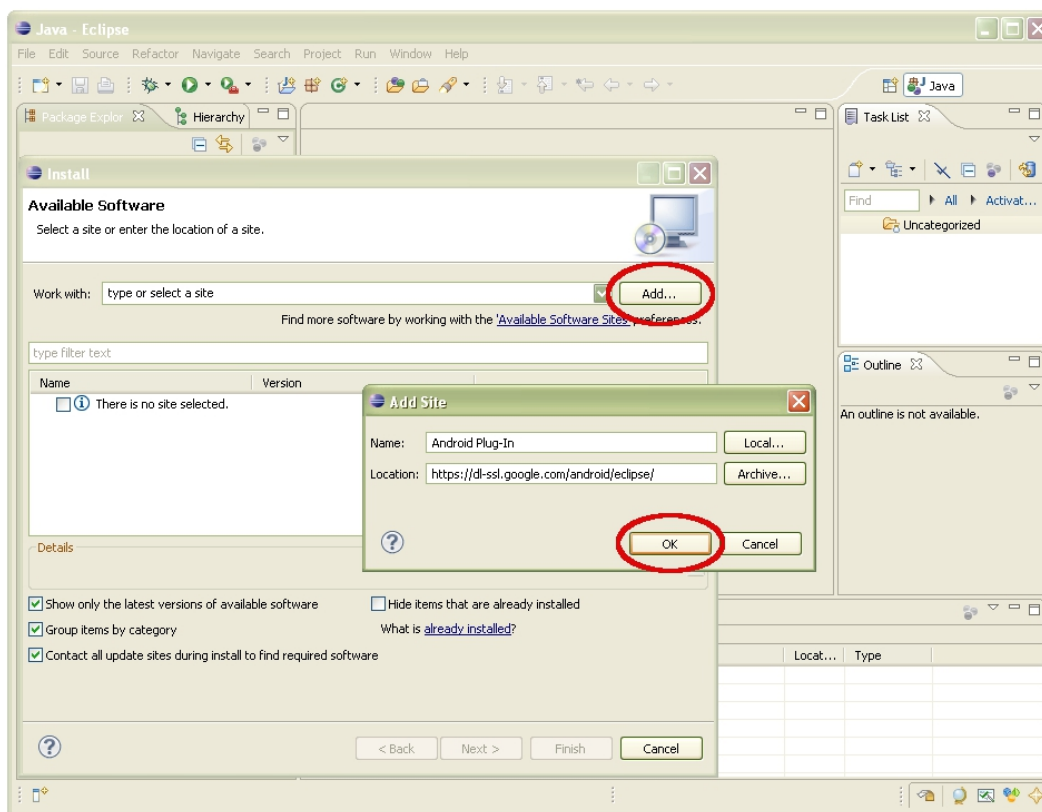 Java - Eclipse
File Edit Source Refactor Navigate Search Project Run Window Help
Java
Package Explor
Hierarchy
Task List
Install
Available Software
Select a site or enter the location of a site.
Find
All
Activat...
Uncategorized
Work with:
type or select a site
Add...
Find more software by working with the 'Available Software Sites' preferences.
type filter text
Name
Version
There is no site selected.
Outline
An outline is not available.
Add Site
Name:
Android Plug-In
Local...
Location:
https://dl-ssl.google.com/android/eclipse/
Archive...
OK
Cancel
Details
Show only the latest versions of available software
Hide items that are already installed
Group items by category
What is already installed?
Contact all update sites during install to find required software
Locat...
Type
< Back
Next >
Finish
Cancel